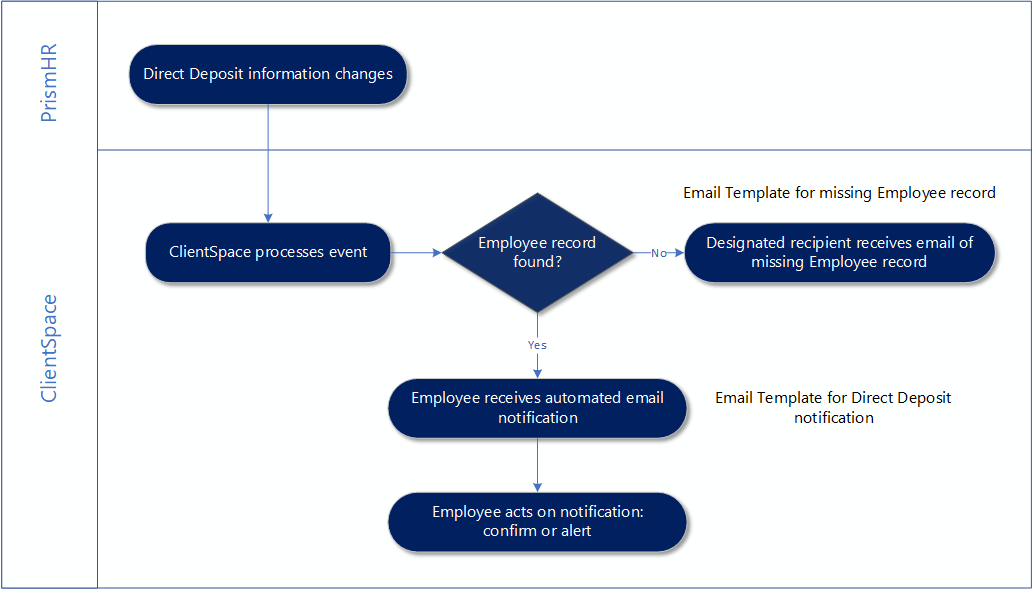 PrismHR
Direct Deposit information changes
ClientSpace
Email Template for missing Employee record
ClientSpace processes event
Employee record
found?
No
Designated recipient receives email of
missing Employee record
Yes
Employee receives automated email
notification
Email Template for Direct Deposit
notification
Employee acts on notification:
confirm or alert